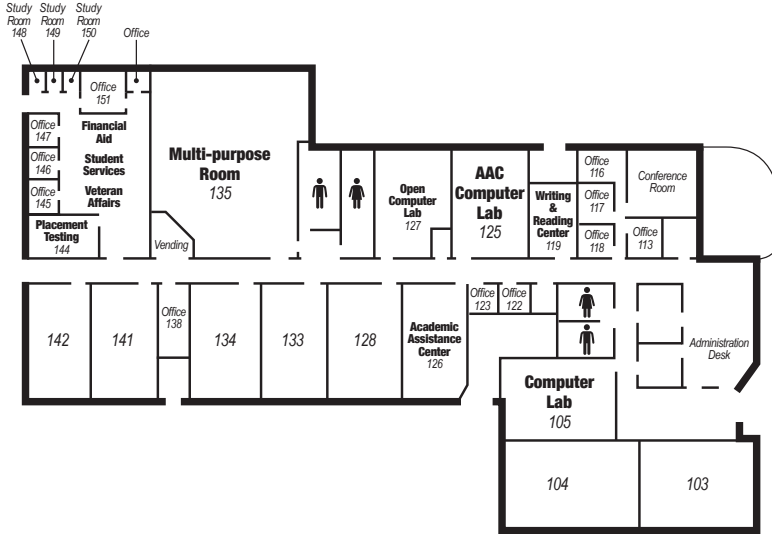 Study
Room
148
Study
Room
149
Study
Room
150
Office
Office
151
Office
147
Office
146
Office
145
Financial
Aid
Student
Services
Veteran
Affairs
Placement
Testing
144
Multi-purpose
Room
135
Vending
Open
Computer
Lab
127
AAC
Computer
Lab
125
Writing
&
Reading
Center
119
Office
116
Office
117
Office
118
Conference
Room
Office
113
142
141
Office
138
134
133
128
Academic
Assistance
Center
126
Office
123
Office
122
Administration
Desk
Computer
Lab
105
104
103